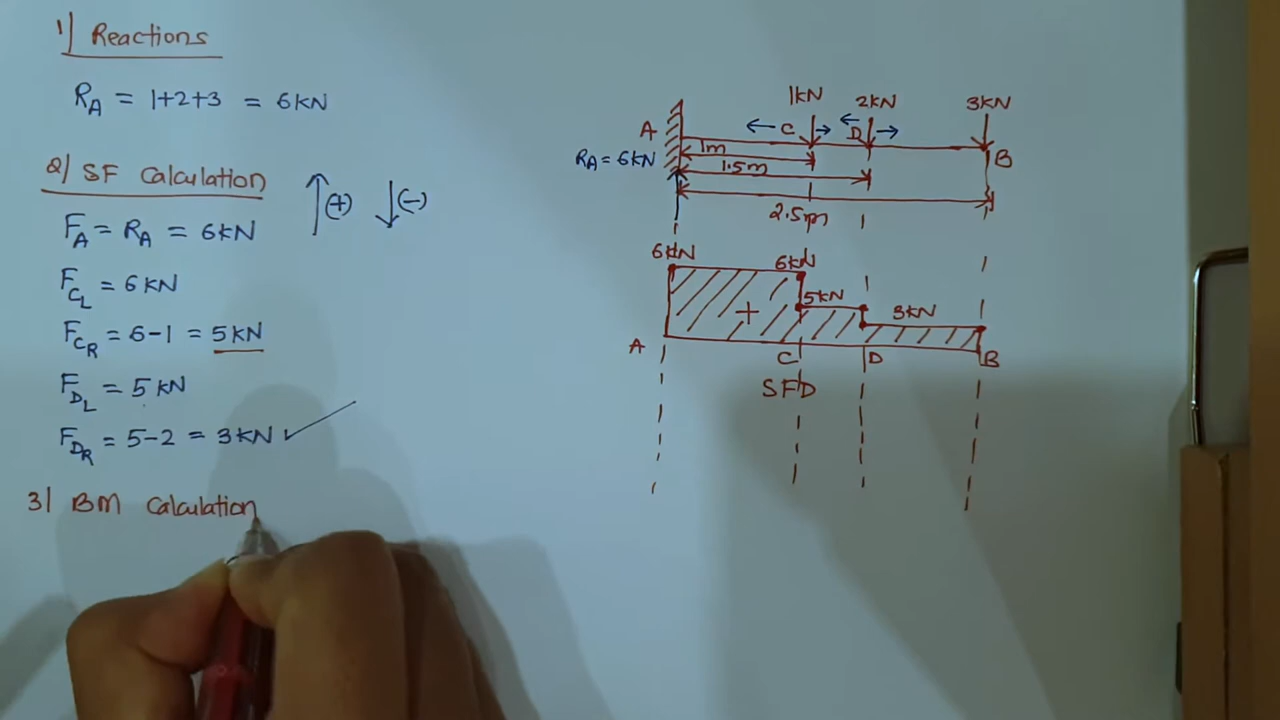 1) Reactions
RA = 1+2+3 = 6KN
2) SF Calculation
(+) (-)
FA = RA = 6KN
FCL = 6KN
FCR = 6-1 = 5KN
FDL = 5KN
FDR = 5-2 = 3KN ✓
3) BM Calculation
1KN 2KN 3KN
A C D B
RA = 6KN
1m
1.5m
2.5m
6KN 6KN
5KN 3KN
+
A C D B
SFD